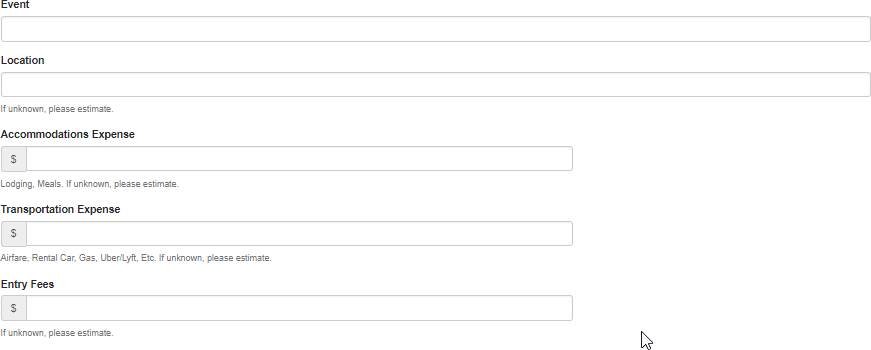 Event
Location
If unknown, please estimate.
Accommodations Expense
$
Lodging, Meals. If unknown, please estimate.
Transportation Expense
$
Airfare, Rental Car, Gas, Uber/Lyft, Etc. If unknown, please estimate.
Entry Fees
$
If unknown, please estimate.